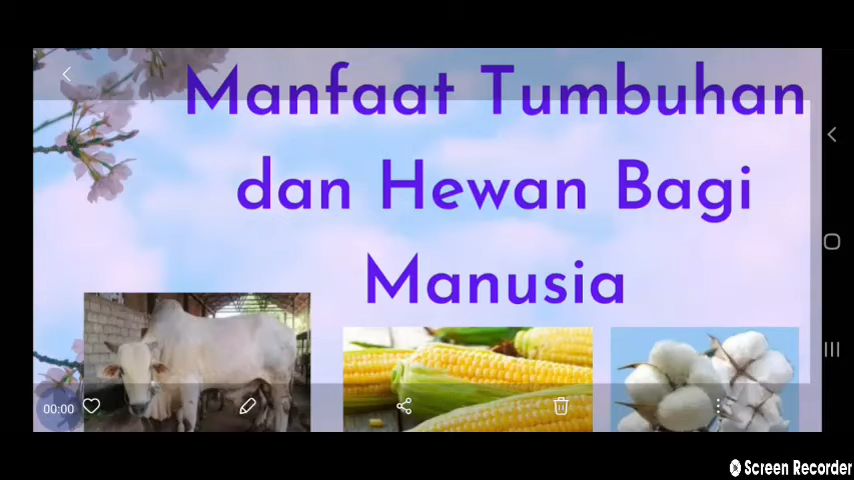 Manfaat Tumbuhan
dan Hewan Bagi
Manusia
00:00
Screen Recorder